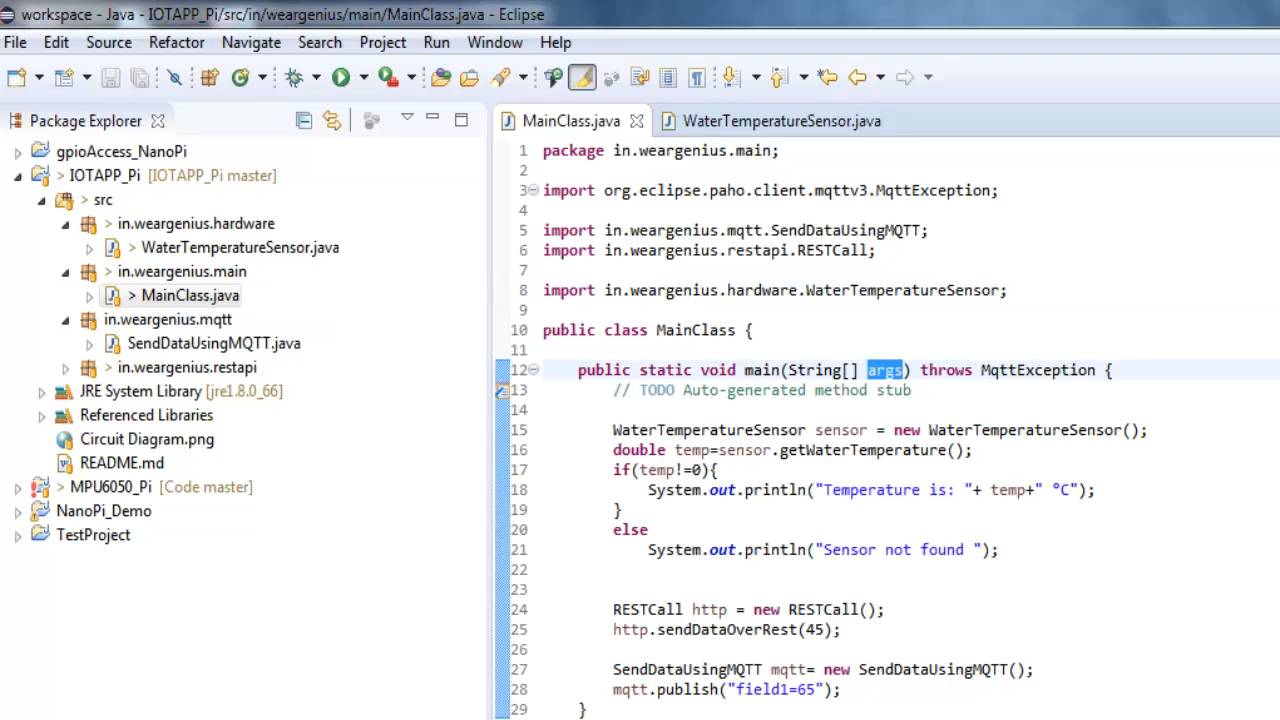 workspace - Java - IOTAPP_Pi/src/in/weargenius/main/MainClass.java - Eclipse
File Edit Source Refactor Navigate Search Project Run Window Help
Package Explorer
gpioAccess_NanoPi
> IOTAPP_Pi [IOTAPP_Pi master]
> src
> in.weargenius.hardware
> WaterTemperatureSensor.java
> in.weargenius.main
> MainClass.java
in.weargenius.mqtt
SendDataUsingMQTT.java
> in.weargenius.restapi
JRE System Library [jre1.8.0_66]
Referenced Libraries
Circuit Diagram.png
README.md
> MPU6050_Pi [Code master]
NanoPi_Demo
TestProject
MainClass.java WaterTemperatureSensor.java
1 package in.weargenius.main;
2
3 import org.eclipse.paho.client.mqttv3.MqttException;
4
5 import in.weargenius.mqtt.SendDataUsingMQTT;
6 import in.weargenius.restapi.RESTCall;
7
8 import in.weargenius.hardware.WaterTemperatureSensor;
9
10 public class MainClass {
11
12 public static void main(String[] args) throws MqttException {
13 // TODO Auto-generated method stub
14
15 WaterTemperatureSensor sensor = new WaterTemperatureSensor();
16 double temp=sensor.getWaterTemperature();
17 if(temp!=0){
18 System.out.println("Temperature is: "+ temp+" °C");
19 }
20 else
21 System.out.println("Sensor not found ");
22
23
24 RESTCall http = new RESTCall();
25 http.sendDataOverRest(45);
26
27 SendDataUsingMQTT mqtt= new SendDataUsingMQTT();
28 mqtt.publish("field1=65");
29 }